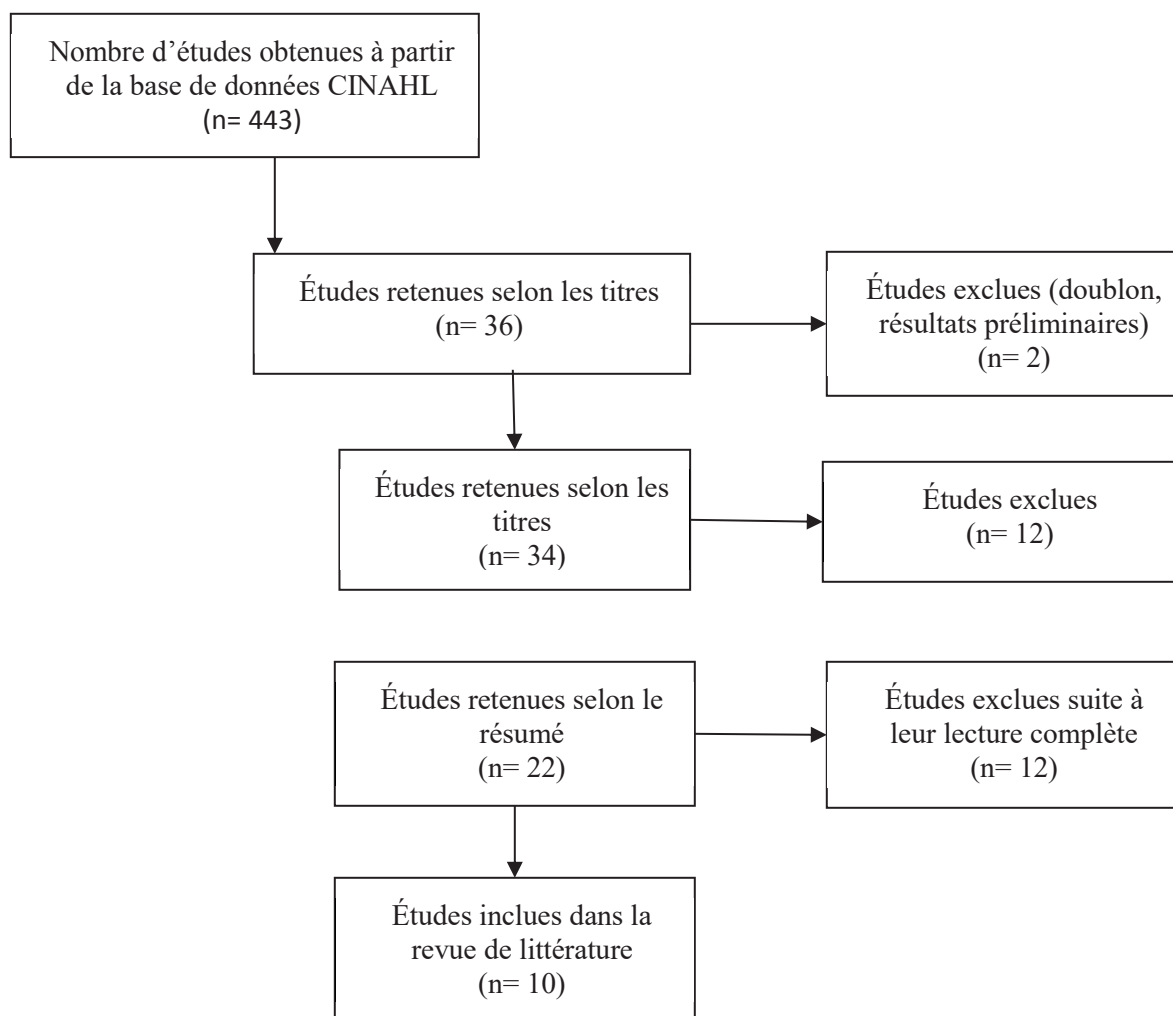 Nombre d’études obtenues à partir
de la base de données CINAHL
(n= 443)
Études retenues selon les titres
(n= 36)
Études exclues (doublon,
résultats préliminaires)
(n= 2)
Études retenues selon les
titres
(n= 34)
Études exclues
(n= 12)
Études retenues selon le
résumé
(n= 22)
Études exclues suite à
leur lecture complète
(n= 12)
Études inclues dans la
revue de littérature
(n= 10)